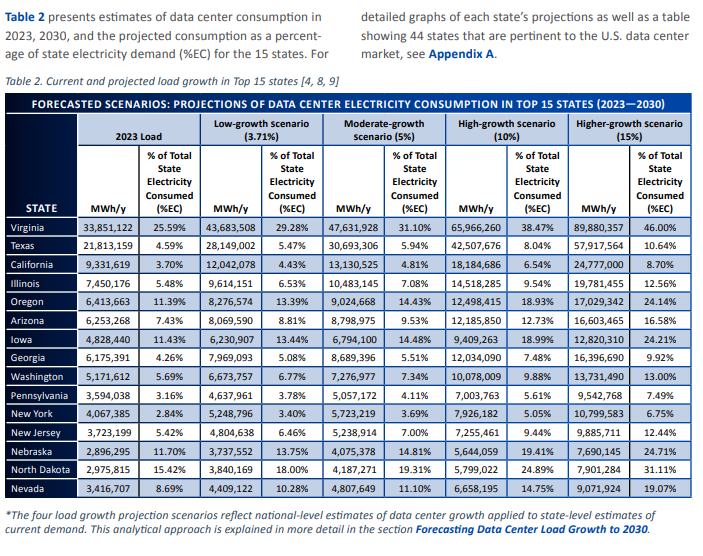 Table 2 presents estimates of data center consumption in
2023, 2030, and the projected consumption as a percent-
age of state electricity demand (%EC) for the 15 states. For
detailed graphs of each state's projections as well as a table
showing 44 states that are pertinent to the U.S. data center
market, see Appendix A.
Table 2. Current and projected load growth in Top 15 states [4, 8, 9]
FORECASTED SCENARIOS: PROJECTIONS OF DATA CENTER ELECTRICITY CONSUMPTION IN TOP 15 STATES (2023—2030)
2023 Load Low-growth scenario (3.71%) Moderate-growth scenario (5%) High-growth scenario (10%) Higher-growth scenario (15%)
STATE MWh/y % of Total State Electricity Consumed (%EC) MWh/y % of Total State Electricity Consumed (%EC) MWh/y % of Total State Electricity Consumed (%EC) MWh/y % of Total State Electricity Consumed (%EC) MWh/y % of Total State Electricity Consumed (%EC)
Virginia 33,851,122 25.59% 43,683,508 29.28% 47,631,928 31.10% 65,966,260 38.47% 89,880,357 46.00%
Texas 21,813,159 4.59% 28,149,002 5.47% 30,693,306 5.94% 42,507,676 8.04% 57,917,564 10.64%
California 9,331,619 3.70% 12,042,078 4.43% 13,130,525 4.81% 18,184,686 6.54% 24,777,000 8.70%
Illinois 7,450,176 5.48% 9,614,151 6.53% 10,483,145 7.08% 14,518,285 9.54% 19,781,455 12.56%
Oregon 6,413,663 11.39% 8,276,574 13.39% 9,024,668 14.43% 12,498,415 18.93% 17,029,342 24.14%
Arizona 6,253,268 7.43% 8,069,590 8.81% 8,798,975 9.53% 12,185,850 12.73% 16,603,465 16.58%
Iowa 4,828,440 11.43% 6,230,907 13.44% 6,794,100 14.48% 9,409,263 18.99% 12,820,310 24.21%
Georgia 6,175,391 4.26% 7,969,093 5.08% 8,689,396 5.51% 12,034,090 7.48% 16,396,690 9.92%
Washington 5,171,612 5.69% 6,673,757 6.77% 7,276,977 7.34% 10,078,009 9.88% 13,731,490 13.00%
Pennsylvania 3,594,038 3.16% 4,637,961 3.78% 5,057,172 4.11% 7,003,763 5.61% 9,542,768 7.49%
New York 4,067,385 2.84% 5,248,796 3.40% 5,723,219 3.69% 7,926,182 5.05% 10,799,583 6.75%
New Jersey 3,723,199 5.42% 4,804,638 6.46% 5,238,914 7.00% 7,255,461 9.44% 9,885,711 12.44%
Nebraska 2,896,295 11.70% 3,737,552 13.75% 4,075,378 14.81% 5,644,059 19.41% 7,690,145 24.71%
North Dakota 2,975,815 15.42% 3,840,169 18.00% 4,187,271 19.31% 5,799,022 24.89% 7,901,284 31.11%
Nevada 3,416,707 8.69% 4,409,122 10.28% 4,807,649 11.10% 6,658,195 14.75% 9,071,924 19.07%
*The four load growth projection scenarios reflect national-level estimates of data center growth applied to state-level estimates of
current demand. This analytical approach is explained in more detail in the section Forecasting Data Center Load Growth to 2030.